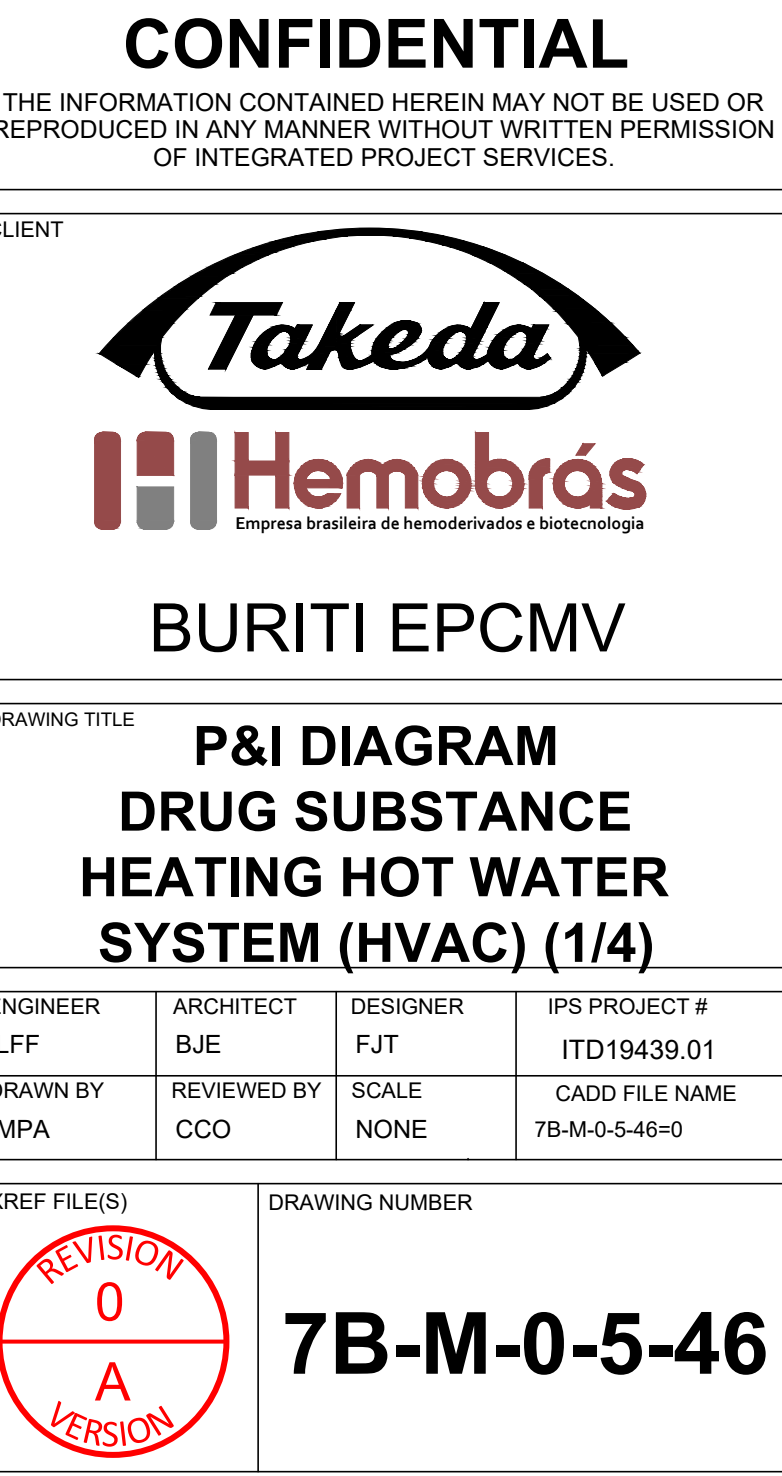 CONFIDENTIAL
THE INFORMATION CONTAINED HEREIN MAY NOT BE USED OR
REPRODUCED IN ANY MANNER WITHOUT WRITTEN PERMISSION
OF INTEGRATED PROJECT SERVICES.
CLIENT
Takeda
Hemobrás
Empresa brasileira de hemoderivados e biotecnologia
BURITI EPCMV
DRAWING TITLE
P&I DIAGRAM
DRUG SUBSTANCE
HEATING HOT WATER
SYSTEM (HVAC) (1/4)
ENGINEER ARCHITECT DESIGNER IPS PROJECT #
LFF BJE FJT ITD19439.01
DRAWN BY REVIEWED BY SCALE CADD FILE NAME
MPA CCO NONE 7B-M-0-5-46=0
XREF FILE(S) DRAWING NUMBER
REVISION
0
A
VERSION
7B-M-0-5-46